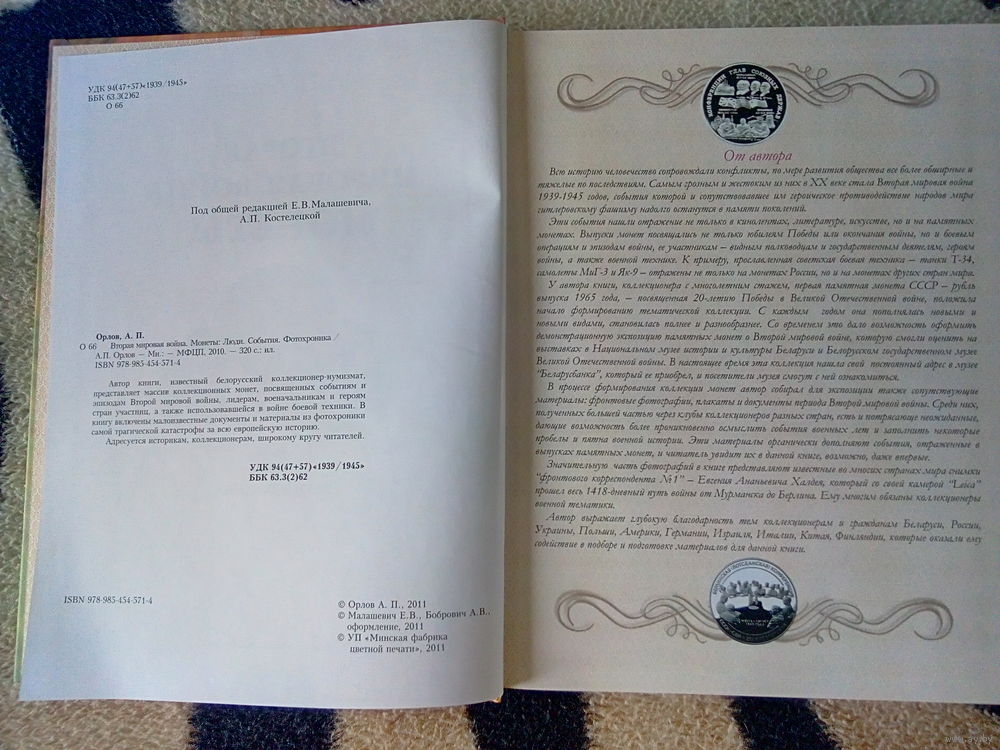 УДК 94(47+57)«1939/1945»
ББК 63.3(2)62
О 66
Под общей редакцией Е.В.Малашевича,
А.П. Костелецкой
Орлов, А. П.
О 66 Вторая мировая война. Монеты: Люди. События. Фотохроника /
А.П. Орлов – Мн.: — МФЦП, 2010. — 320 с.: ил.
ISBN 978-985-454-571-4
Автор книги, известный белорусский коллекционер-нумизмат,
представляет массив коллекционных монет, посвященных событиям и
эпизодам Второй мировой войны, лидерам, военачальникам и героям
стран участниц, а также использовавшейся в войне боевой техники. В
книгу включены малоизвестные документы и материалы из фотохроники
самой трагической катастрофы за всю европейскую историю.
Адресуется историкам, коллекционерам, широкому кругу читателей.
УДК 94(47+57)«1939/1945»
ББК 63.3(2)62
ISBN 978-985-454-571-4
© Орлов А. П., 2011
© Малашевич Е.В., Бобрович А.В.,
оформление, 2011
© УП «Минская фабрика
цветной печати», 2011
КОНФЕРЕНЦИИ ГЛАВ СОЮЗНЫХ ДЕРЖАВ
От автора
Всю историю человечество сопровождали конфликты, по мере развития общества все более обширные и
тяжелые по последствиям. Самым грозным и жестоким из них в XX веке стала Вторая мировая война
1939-1945 годов, события которой и сопутствовавшее им героическое противодействие народов мира
гитлеровскому фашизму надолго останутся в памяти поколений.
Эти события нашли отражение не только в кинолентах, литературе, искусстве, но и на памятных
монетах. Выпуски монет посвящались не только юбилеям Победы или окончания войны, но и боевым
операциям и эпизодам войны, ее участникам – видным полководцам и государственным деятелям, героям
войны, а также военной технике. К примеру, прославленная советская боевая техника – танки Т-34,
самолеты МиГ-3 и Як-9 – отражены не только на монетах России, но и на монетах других стран мира.
У автора книги, коллекционера с многолетним стажем, первая памятная монета СССР – рубль
выпуска 1965 года, – посвященная 20-летию Победы в Великой Отечественной войне, положила
начало формированию тематической коллекции. С каждым годом она пополнялась новыми и
новыми видами, становилась полнее и разнообразнее. Со временем это дало возможность оформить
демонстрационную экспозицию памятных монет о Второй мировой войне, которую смогли оценить на
выставках в Национальном музее истории и культуры Беларуси и Белорусском государственном музее
Великой Отечественной войны. В настоящее время эта коллекция нашла свой постоянный адрес в музее
"Беларусбанка", который ее приобрел, и посетители музея смогут с ней ознакомиться.
В процессе формирования коллекции монет автор собирал для экспозиции также сопутствующие
материалы: фронтовые фотографии, плакаты и документы периода Второй мировой войны. Среди них,
полученных большей частью через клубы коллекционеров разных стран, есть и потрясающе неожиданные,
дающие возможность более проникновенно осмыслить события военных лет и заполнить некоторые
пробелы и пятна военной истории. Эти материалы органически дополняют события, отраженные в
выпусках памятных монет, и читатель увидит их в данной книге, возможно, даже впервые.
Значительную часть фотографий в книге представляют известные во многих странах мира снимки
"фронтового корреспондента №1" – Евгения Ананьевича Халдея, который со своей камерой "Leica"
прошел весь 1418-дневный путь войны от Мурманска до Берлина. Ему многим обязаны коллекционеры
военной тематики.
Автор выражает глубокую благодарность тем коллекционерам и гражданам Беларуси, России,
Украины, Польши, Америки, Германии, Израиля, Италии, Китая, Финляндии, которые оказали ему
содействие в подборе и подготовке материалов для данной книги.
www.ay.by